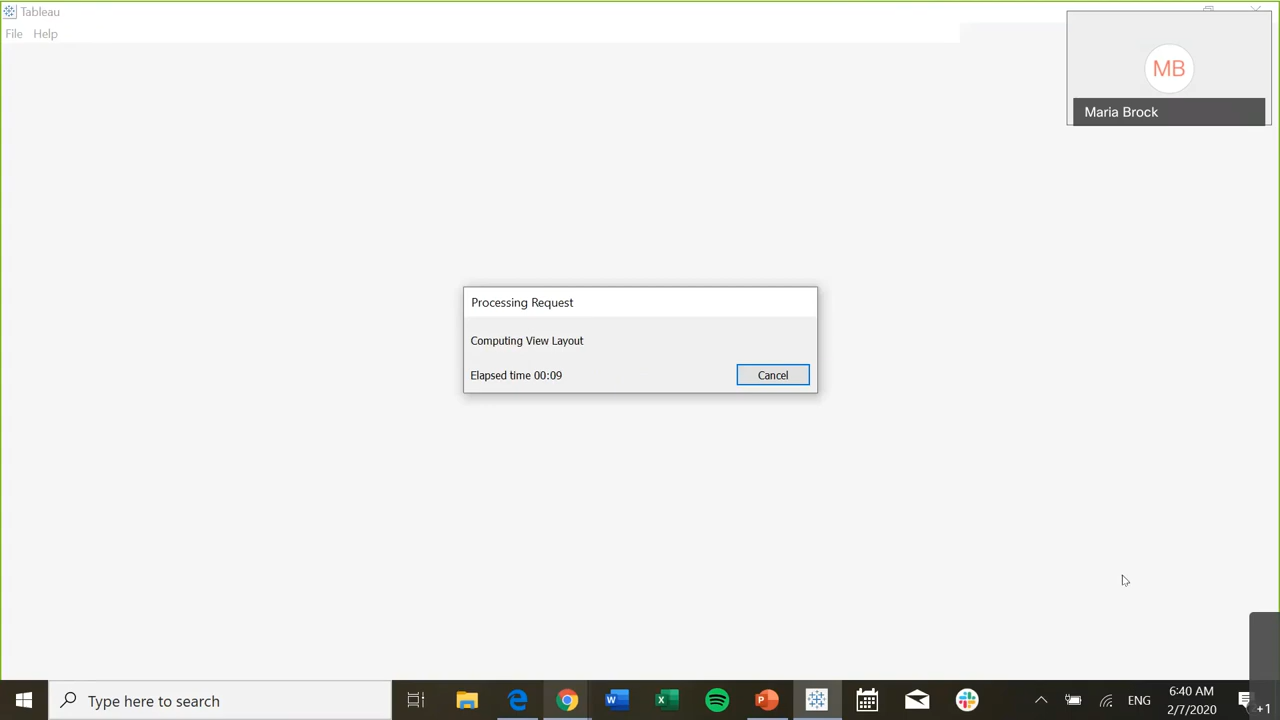 Tableau
File Help
MB
Maria Brock
Processing Request
Computing View Layout
Elapsed time 00:09
Cancel
Type here to search
ENG
6:40 AM
2/7/2020
+1